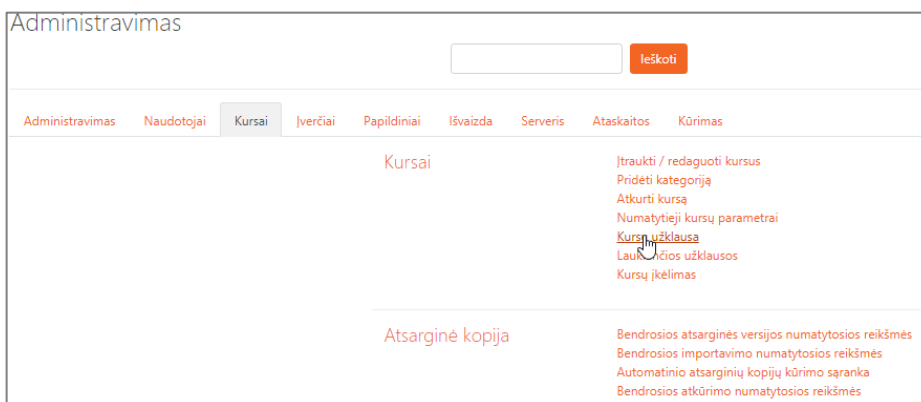 Administravimas
Ieškoti
Administravimas Naudotojai Kursai Įverčiai Papildiniai Išvaizda Serveris Ataskaitos Kūrimas
Kursai
Įtraukti / redaguoti kursus
Pridėti kategoriją
Atkurti kursą
Numatytieji kursų parametrai
užklausa
užklausos
Kursų įkėlimas
Atsarginė kopija
Bendrosios atsarginės versijos numatytosios reikšmės
Bendrosios importavimo numatytosios reikšmės
Automatinio atsarginių kopijų kūrimo sąranka
Bendrosios atkūrimo numatytosios reikšmės